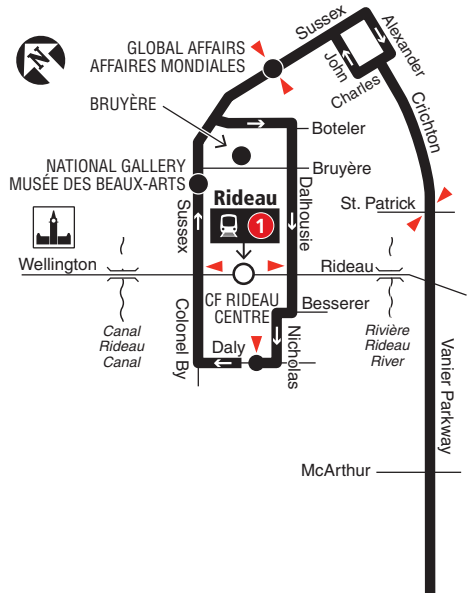 N
Sussex
Alexander
GLOBAL AFFAIRS
AFFAIRES MONDIALES
John
Charles
Crichton
BRUYÈRE
Boteler
NATIONAL GALLERY
MUSÉE DES BEAUX-ARTS
Bruyère
Rideau
1
Sussex
Dalhousie
St. Patrick
Wellington
Rideau
CF RIDEAU
CENTRE
Besserer
Canal
Rideau
Canal
Colonel By
Daly
Nicholas
Rivière
Rideau
River
Vanier Parkway
McArthur